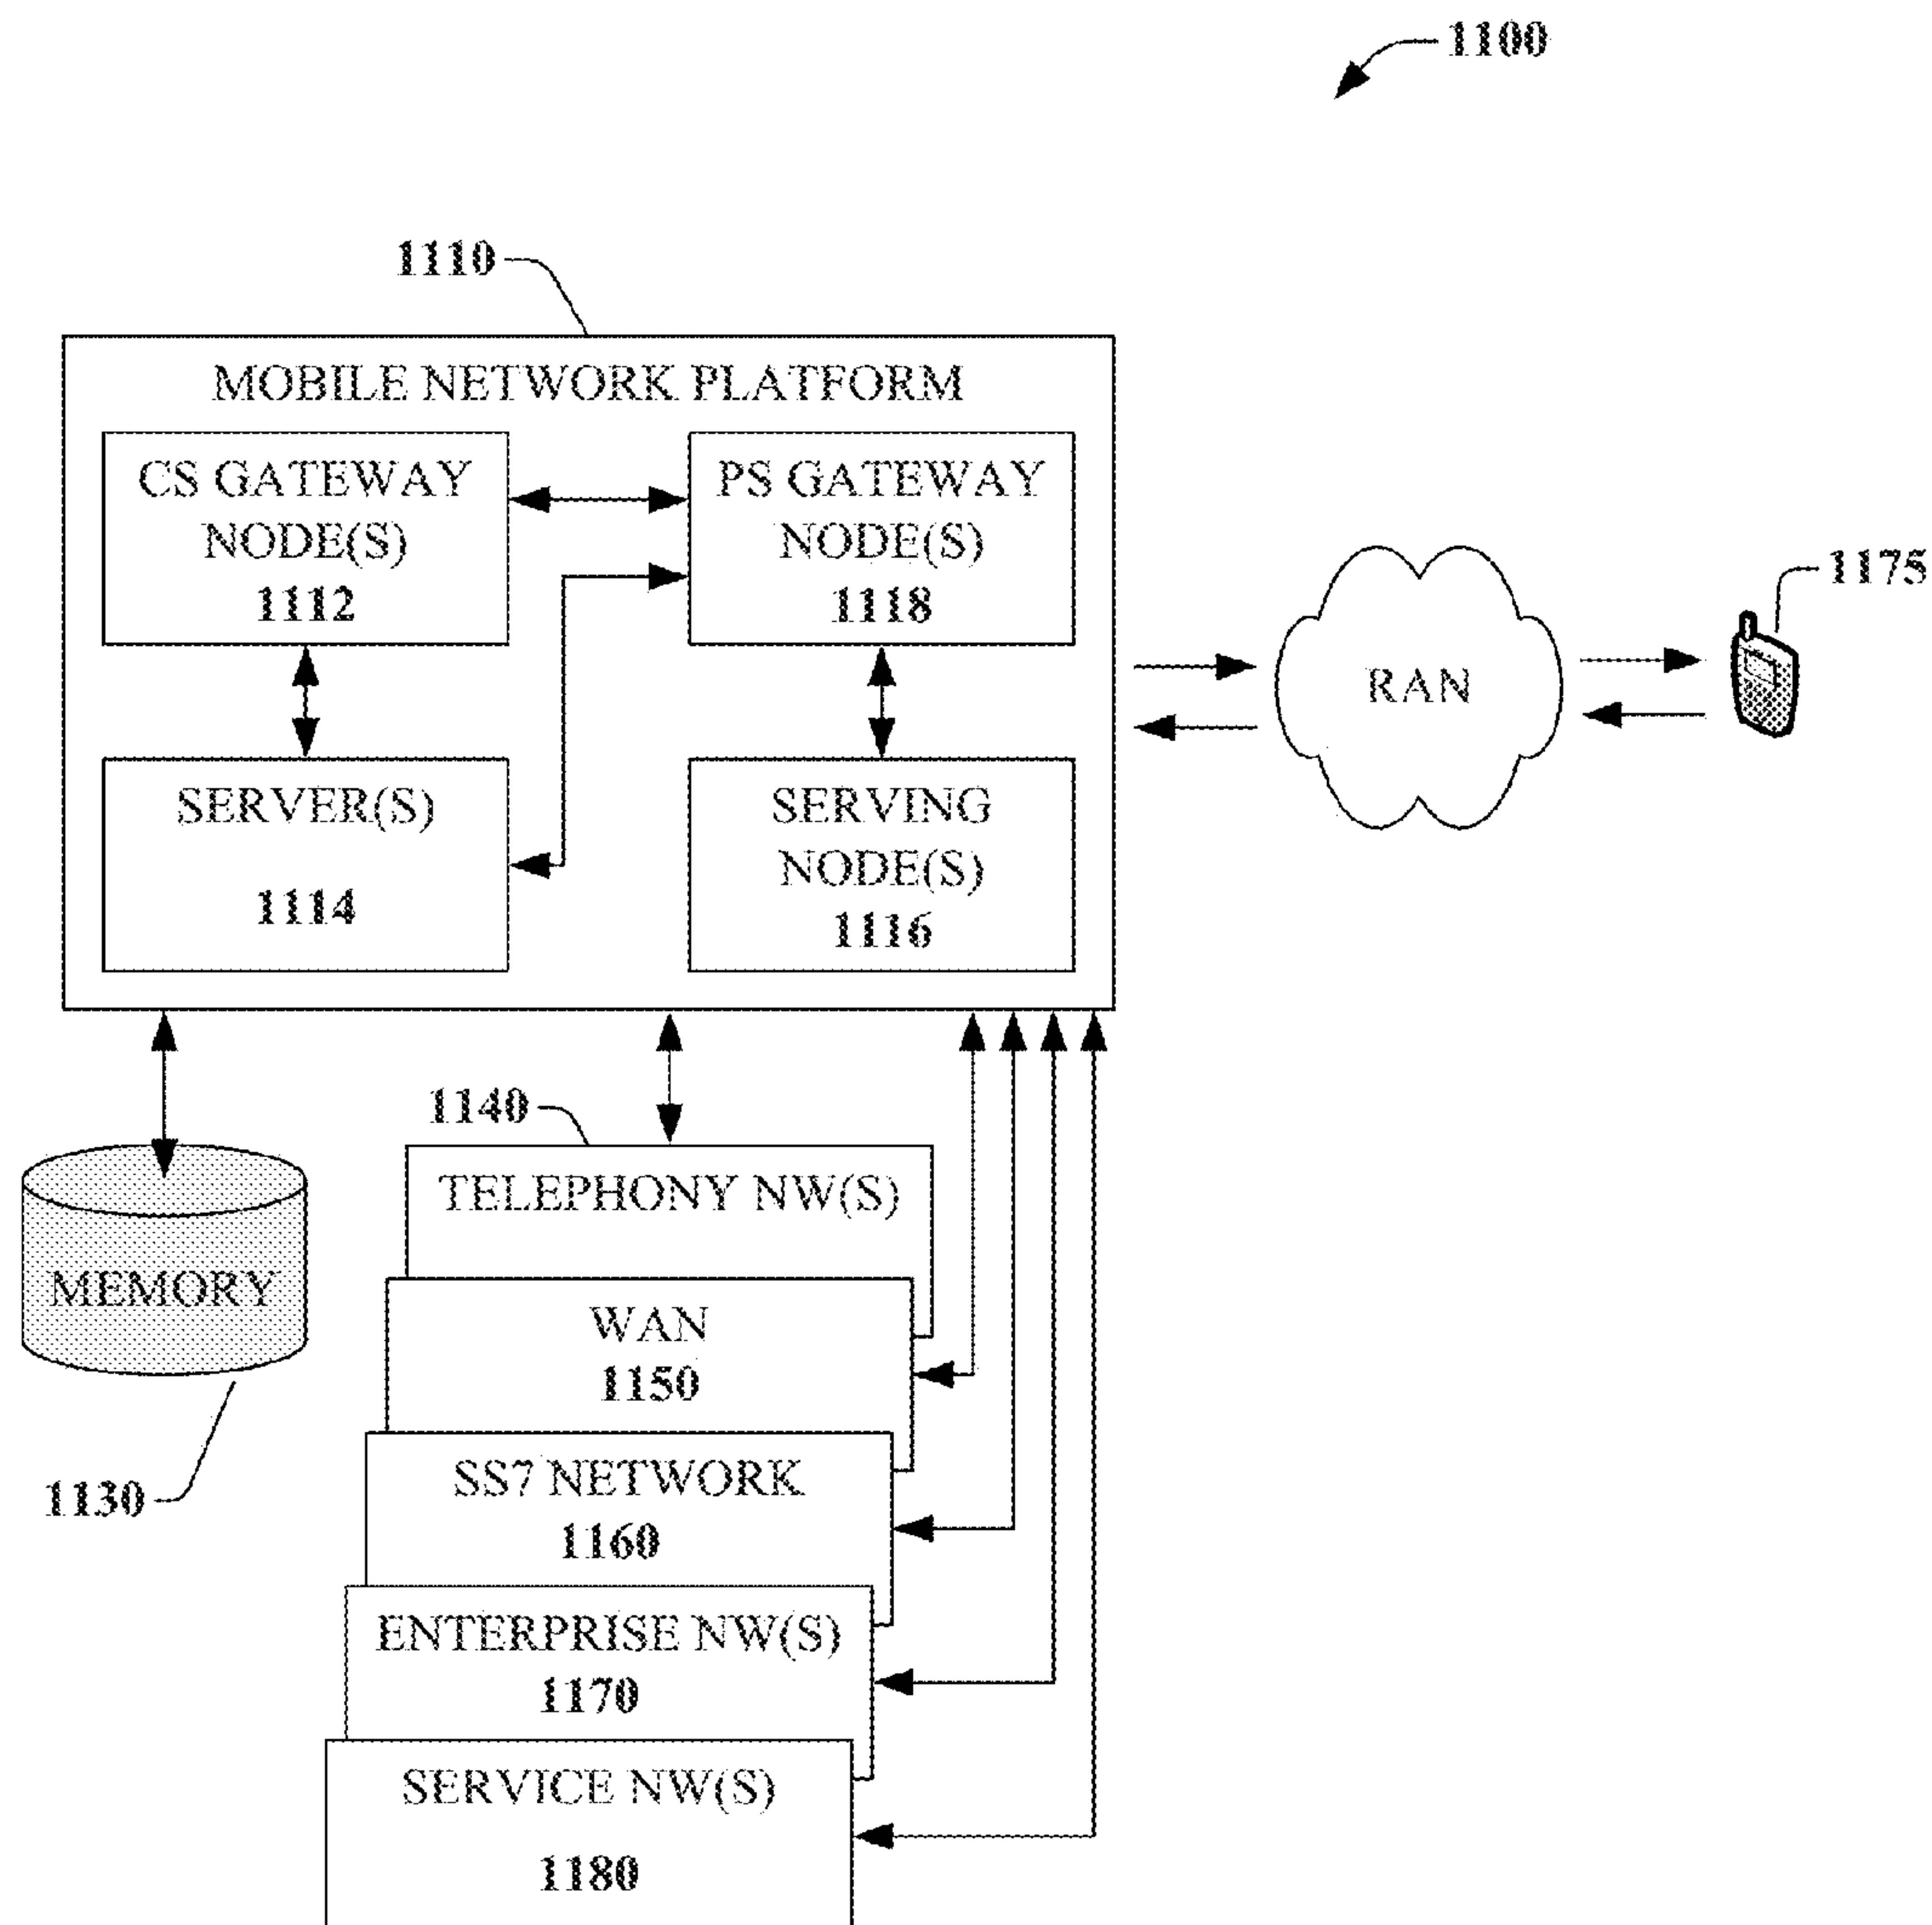 1100
1110
MOBILE NETWORK PLATFORM
CS GATEWAY
NODE(S)
1112
PS GATEWAY
NODE(S)
1118
SERVER(S)
1114
SERVING
NODE(S)
1116
RAN
1175
MEMORY
1130
1140
TELEPHONY NW(S)
WAN
1150
SS7 NETWORK
1160
ENTERPRISE NW(S)
1170
SERVICE NW(S)
1180